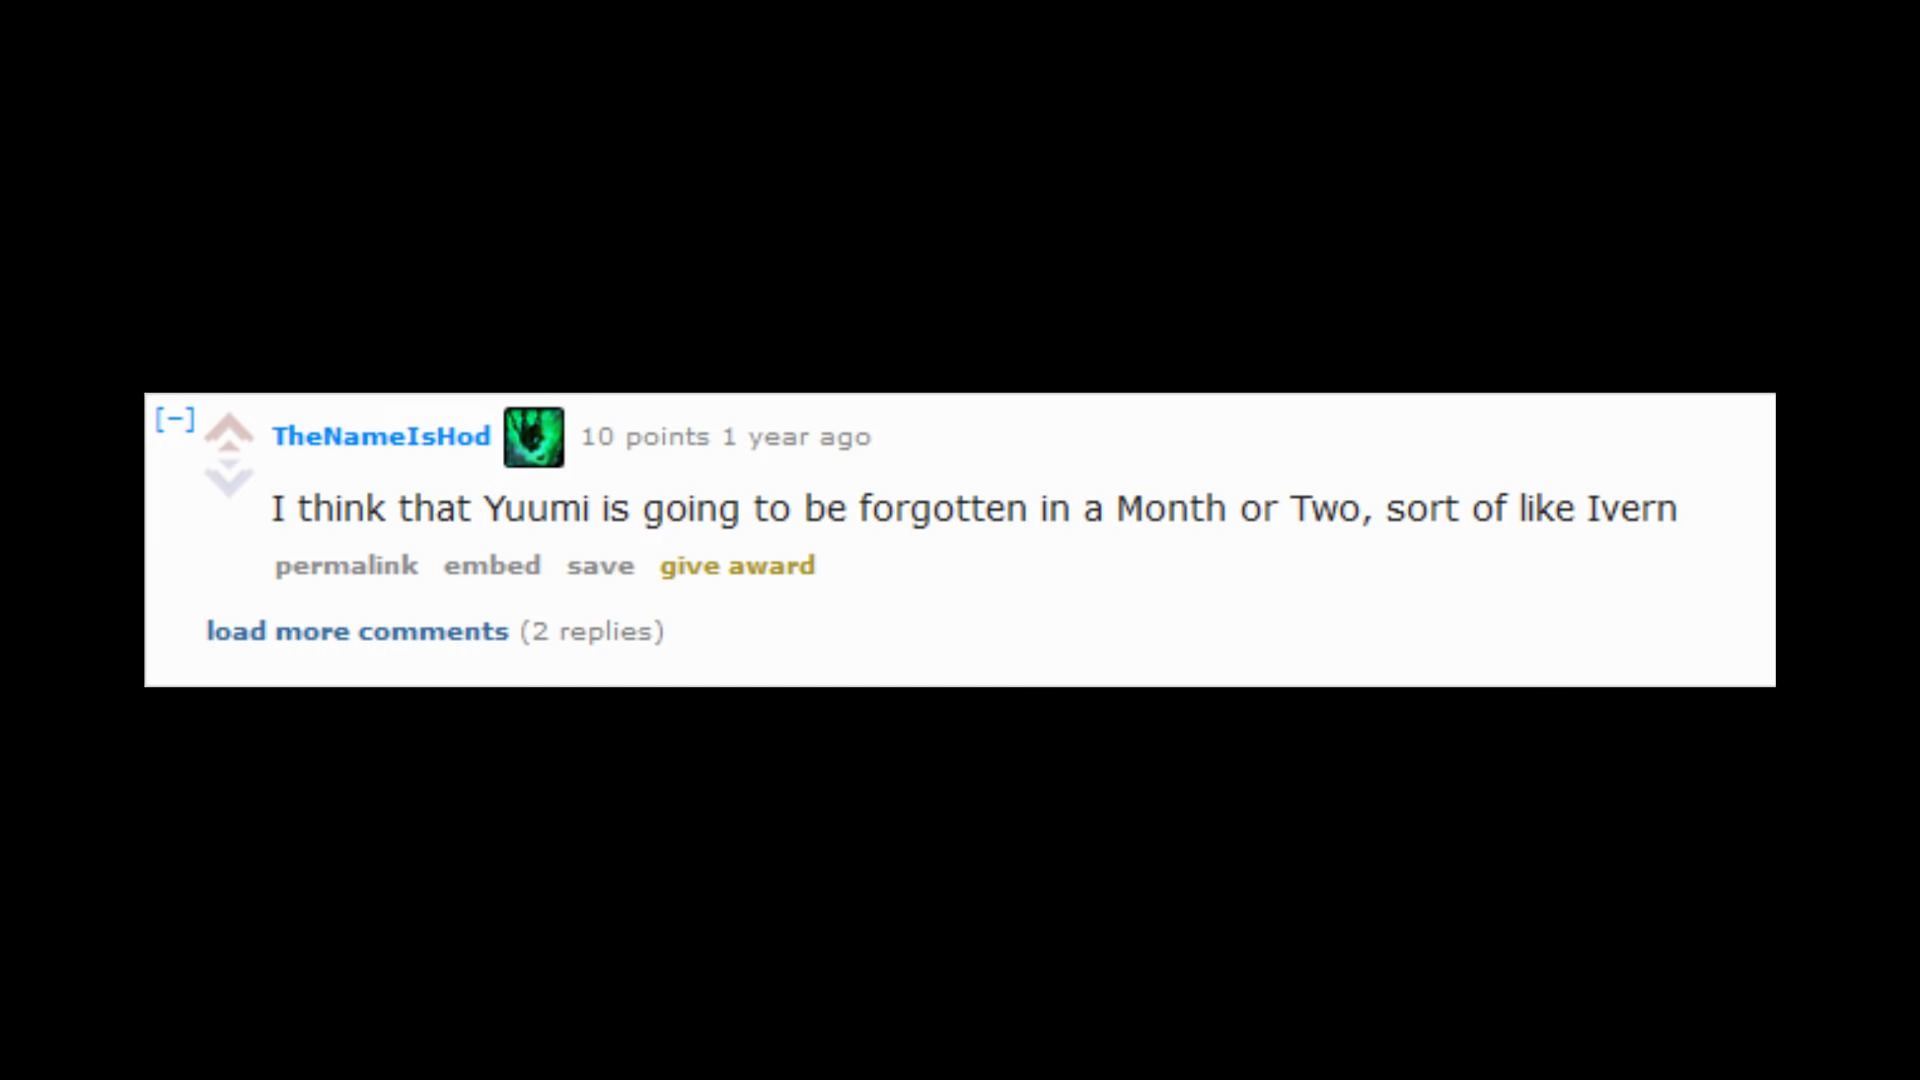 [−] TheNameIsHod 10 points 1 year ago
I think that Yuumi is going to be forgotten in a Month or Two, sort of like Ivern
permalink embed save give award
load more comments (2 replies)